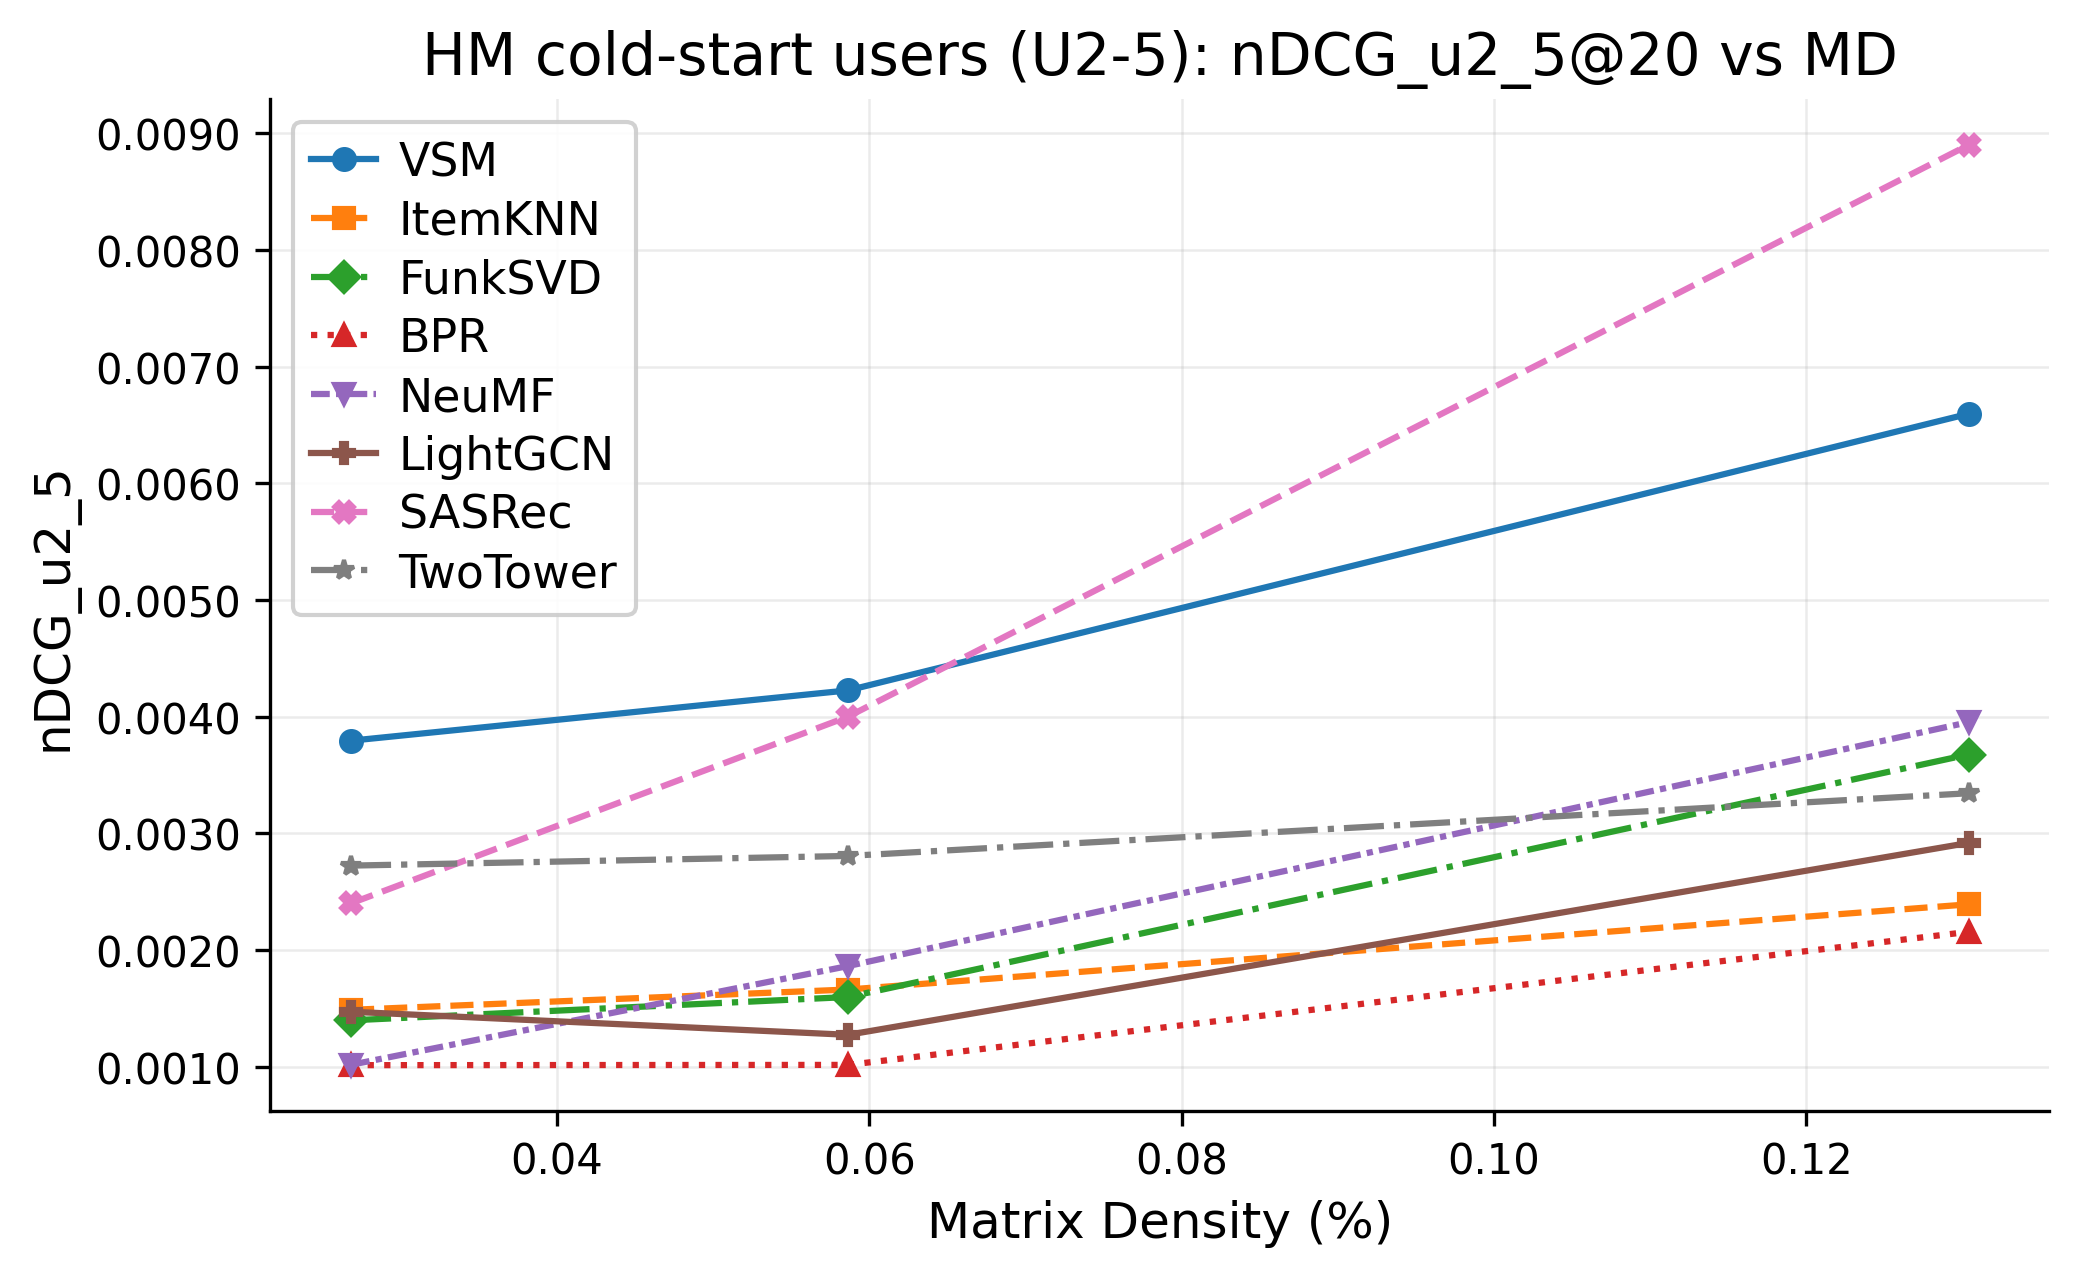 HM cold-start users (U2-5): nDCG_u2_5@20 vs MD
nDCG_u2_5
0.0090
0.0080
0.0070
0.0060
0.0050
0.0040
0.0030
0.0020
0.0010
VSM
ItemKNN
FunkSVD
BPR
NeuMF
LightGCN
SASRec
TwoTower
0.04 0.06 0.08 0.10 0.12
Matrix Density (%)